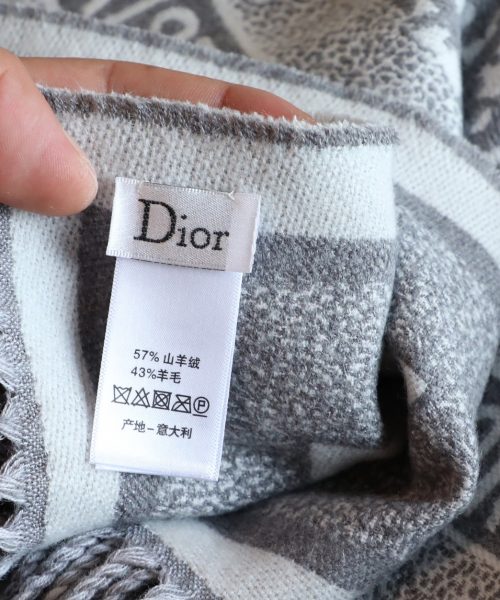 Dior
57% 山羊绒
43%羊毛
P
产地-意大利